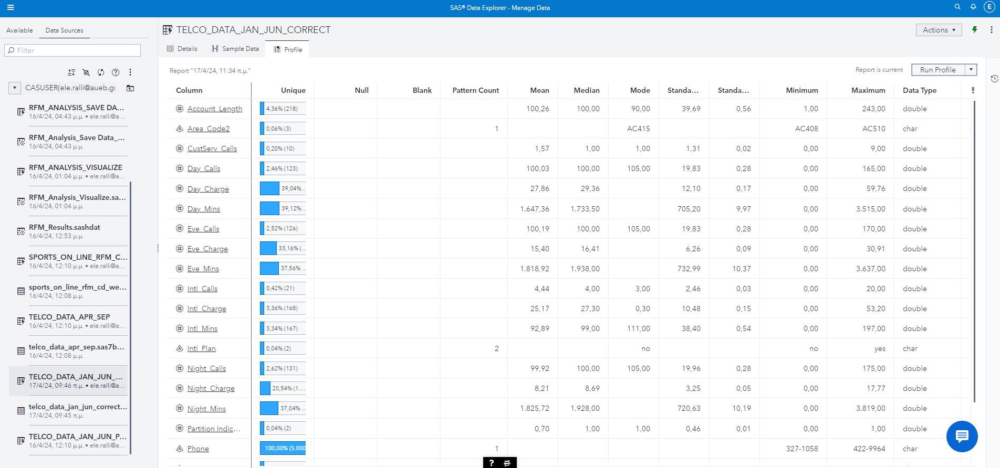 SAS® Data Explorer - Manage Data
E
Available
Data Sources
Filter
CASUSER(ele.ralli@aueb.gr
RFM_ANALYSIS_SAVE DA...
16/4/24, 04:43 μ.μ. • ele.ralli@a...
RFM_Analysis_Save Data_...
16/4/24, 04:43 μ.μ.
RFM_ANALYSIS_VISUALIZE
16/4/24, 01:04 μ.μ. • ele.ralli@a...
RFM_Analysis_Visualize.sa...
16/4/24, 01:04 μ.μ.
RFM_Results.sashdat
16/4/24, 12:53 μ.μ.
SPORTS_ON_LINE_RFM_C...
16/4/24, 12:10 μ.μ. • ele.ralli@a...
sports_on_line_rfm_cd_we...
16/4/24, 12:08 μ.μ.
TELCO_DATA_APR_SEP
16/4/24, 12:10 μ.μ. • ele.ralli@a...
telco_data_apr_sep.sas7b...
16/4/24, 12:08 μ.μ.
TELCO_DATA_JAN_JUN_...
17/4/24, 09:46 π.μ. • ele.ralli@a...
telco_data_jan_jun_correct...
17/4/24, 09:45 π.μ.
TELCO_DATA_JAN_JUN_P...
16/4/24, 12:10 μ.μ. • ele.ralli@a...
TELCO_DATA_JAN_JUN_CORRECT
Actions
Details
Sample Data
Profile
Report "17/4/24, 11:34 π.μ."
Report is current
Run Profile
Column Unique Null Blank Pattern Count Mean Median Mode Standa... Standa... Minimum Maximum Data Type
Account_Length 4,36% (218) 100,26 100,00 90,00 39,69 0,56 1,00 243,00 double
Area_Code2 0,06% (3) 1 AC415 AC408 AC510 char
CustServ_Calls 0,20% (10) 1,57 1,00 1,00 1,31 0,02 0,00 9,00 double
Day_Calls 2,46% (123) 100,03 100,00 105,00 19,83 0,28 0,00 165,00 double
Day_Charge 39,04%.. 27,86 29,36 12,10 0,17 0,00 59,76 double
Day_Mins 39,12%.. 1.647,36 1.733,50 705,20 9,97 0,00 3.515,00 double
Eve_Calls 2,52% (126) 100,19 100,00 105,00 19,83 0,28 0,00 170,00 double
Eve_Charge 33,16% (.. 15,40 16,41 6,26 0,09 0,00 30,91 double
Eve_Mins 37,56% .. 1.818,92 1.938,00 732,99 10,37 0,00 3.637,00 double
Intl_Calls 0,42% (21) 4,44 4,00 3,00 2,46 0,03 0,00 20,00 double
Intl_Charge 3,36% (168) 25,17 27,30 0,30 10,48 0,15 0,00 53,20 double
Intl_Mins 3,34% (167) 92,89 99,00 111,00 38,40 0,54 0,00 197,00 double
Intl_Plan 0,04% (2) 2 no no yes char
Night_Calls 2,62% (131) 99,92 100,00 105,00 19,96 0,28 0,00 175,00 double
Night_Charge 20,54% (1.... 8,21 8,69 3,25 0,05 0,00 17,77 double
Night_Mins 37,04% .. 1.825,72 1.928,00 720,63 10,19 0,00 3.819,00 double
Partition Indic... 0,04% (2) 0,70 1,00 1,00 0,46 0,01 0,00 1,00 double
Phone 100,00% (5.000 1 327-1058 422-9964 char
?